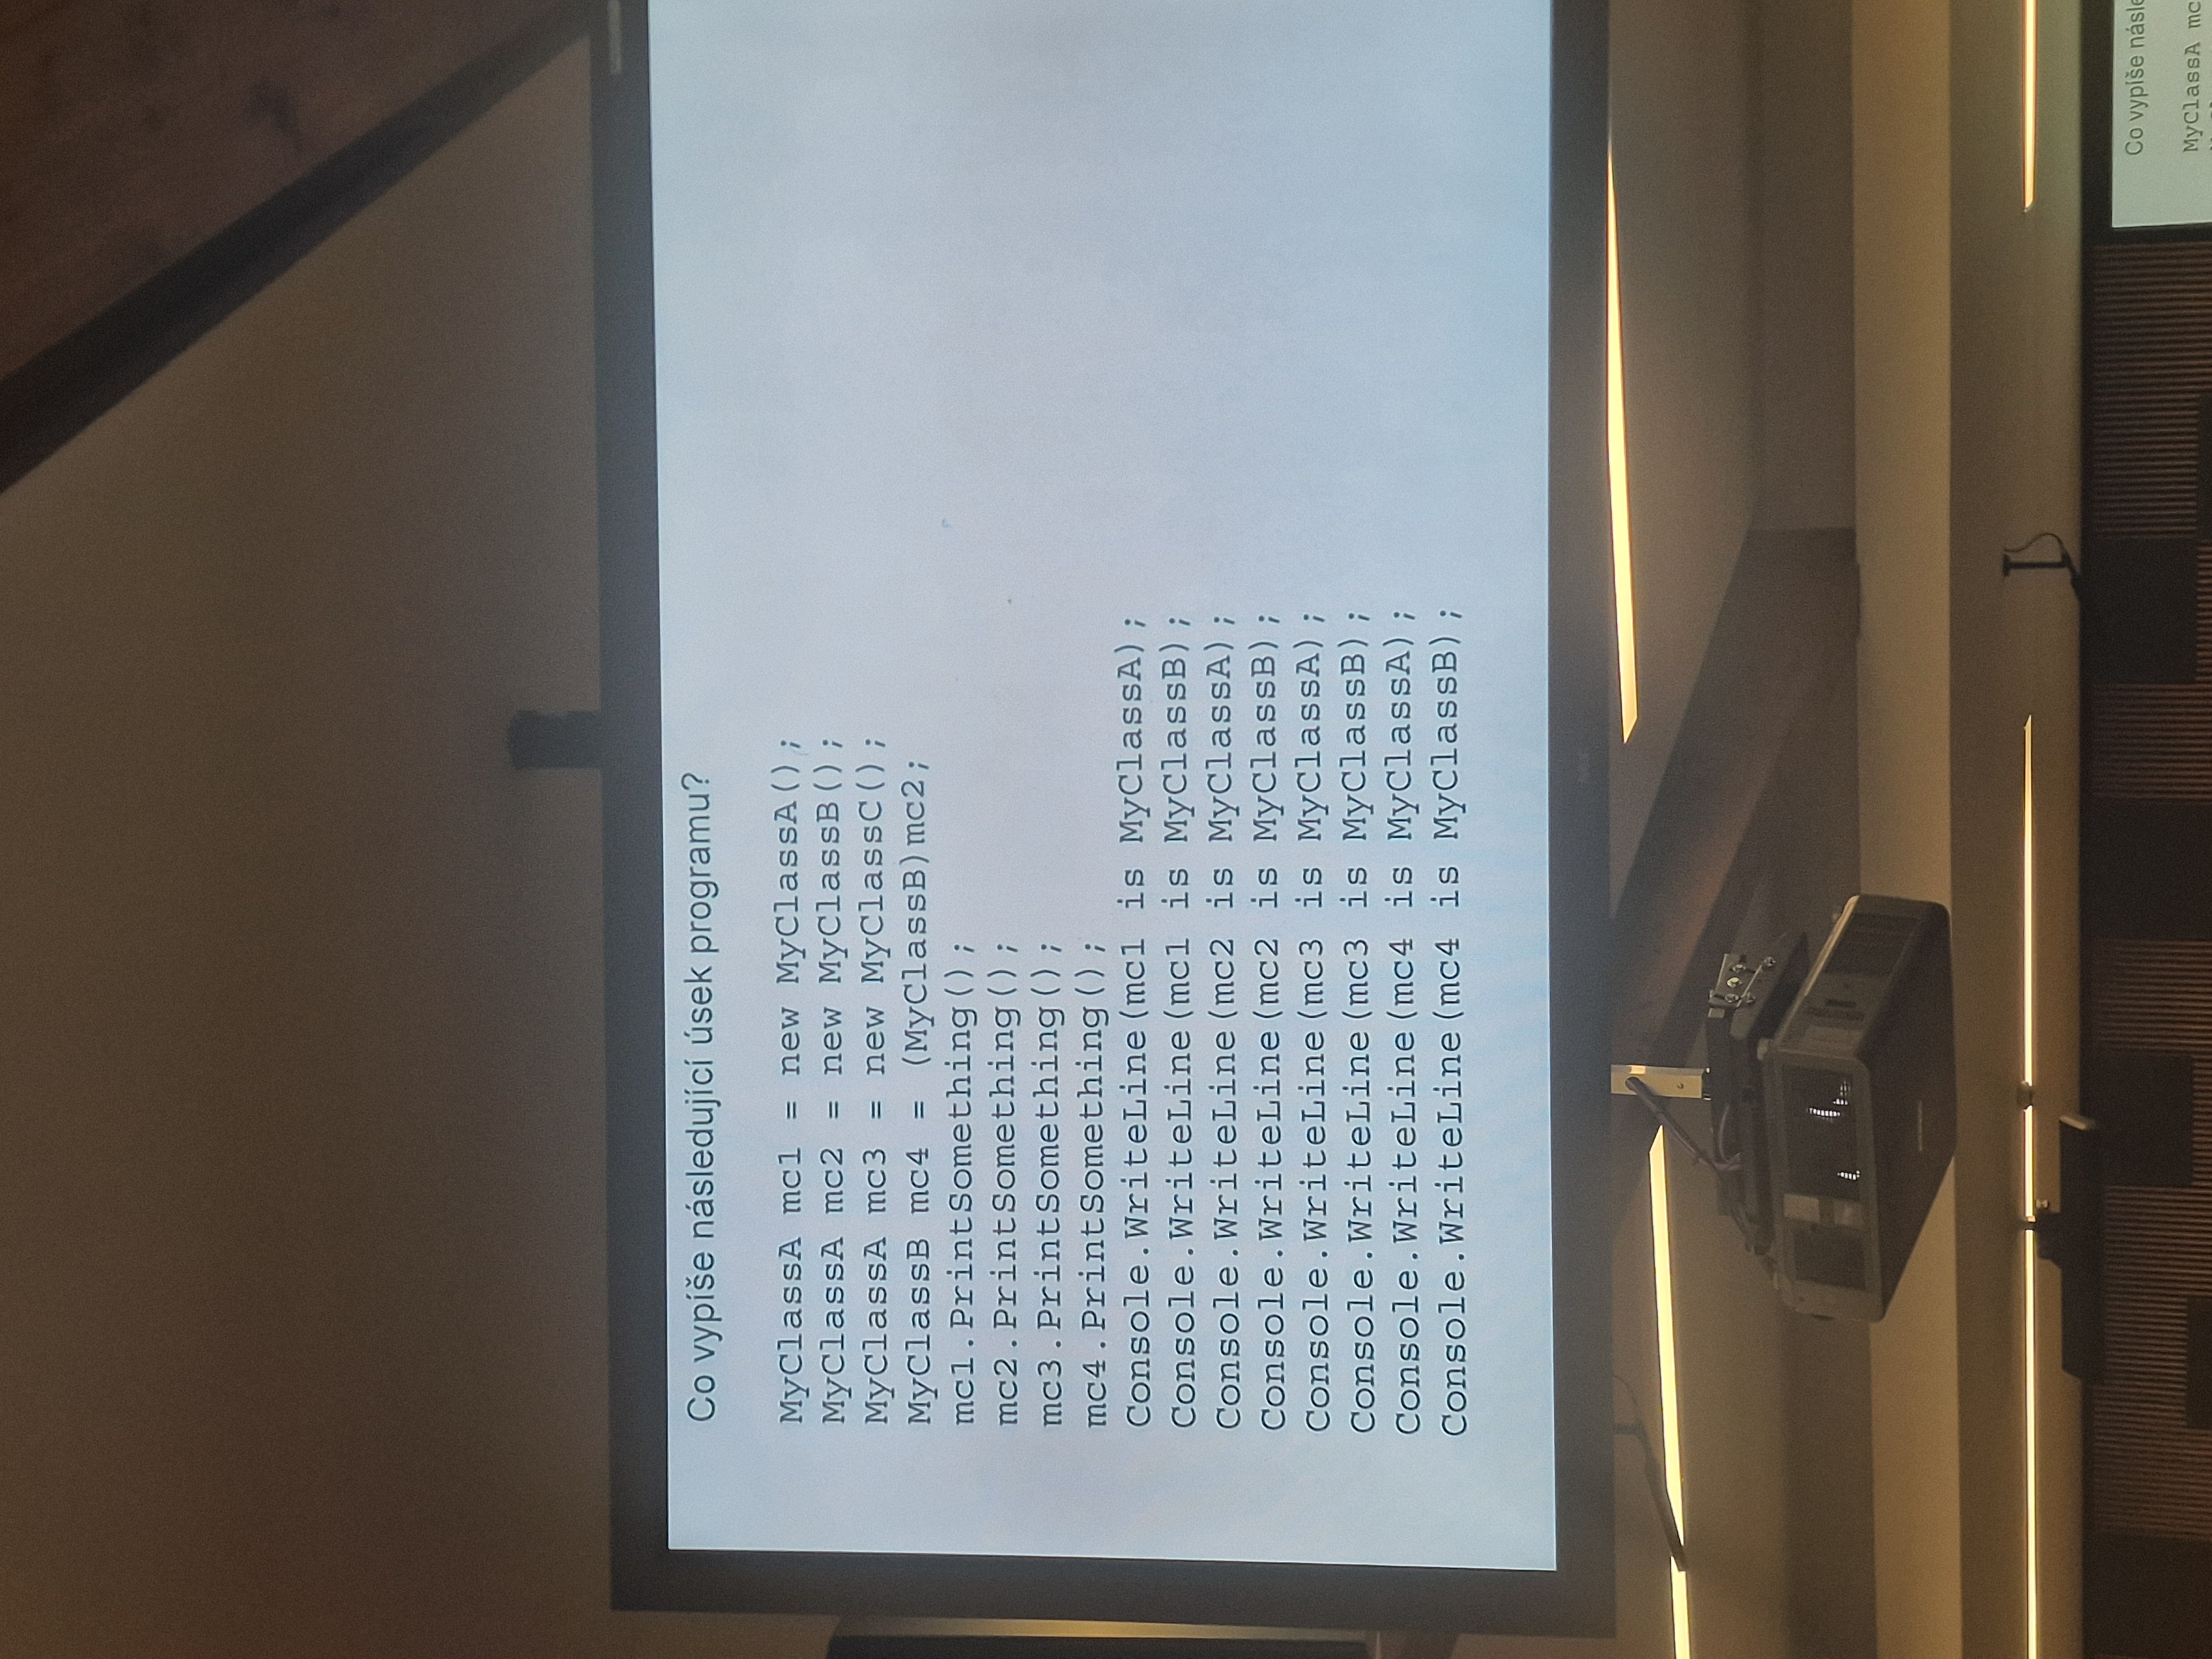 Co vypíše následující úsek programu?
MyClassA mc1 = new MyClassA();
MyClassA mc2 = new MyClassB();
MyClassA mc3 = new MyClassC();
MyClassB mc4 = (MyClassB)mc2;
mc1.PrintSomething();
mc2.PrintSomething();
mc3.PrintSomething();
mc4.PrintSomething();
Console.WriteLine(mc1 is MyClassA);
Console.WriteLine(mc1 is MyClassB);
Console.WriteLine(mc2 is MyClassA);
Console.WriteLine(mc2 is MyClassB);
Console.WriteLine(mc3 is MyClassA);
Console.WriteLine(mc3 is MyClassB);
Console.WriteLine(mc4 is MyClassA);
Console.WriteLine(mc4 is MyClassB);
Co vypíše násle
MyClassA mc